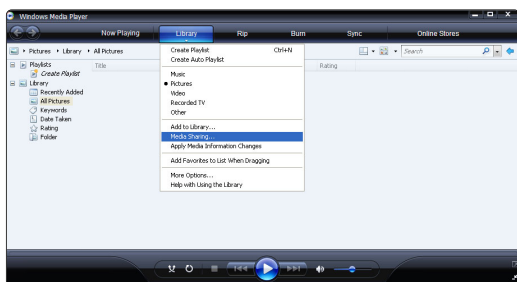 Windows Media Player
Now Playing
Library
Rip
Burn
Sync
Online Stores
Pictures Library All Pictures
Search
Playlists
Create Playlist
Library
Recently Added
All Pictures
Keywords
Date Taken
Rating
Folder
Title
Rating
Create Playlist Ctrl+N
Create Auto Playlist
Music
Pictures
Video
Recorded TV
Other
Add to Library...
Media Sharing...
Apply Media Information Changes
Add Favorites to List When Dragging
More Options...
Help with Using the Library